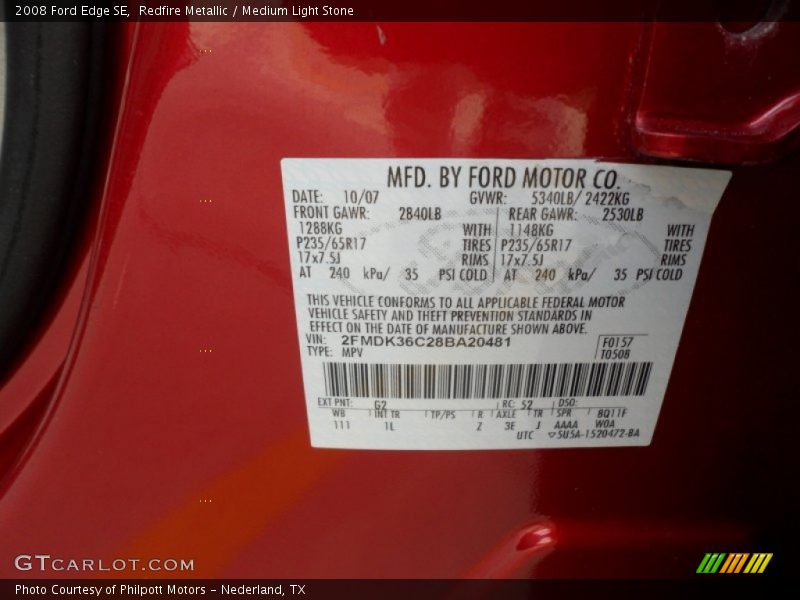 2008 Ford Edge SE, Redfire Metallic / Medium Light Stone
MFD. BY FORD MOTOR CO.
DATE: 10/07 GVWR: 5340LB/ 2422KG
FRONT GAWR: 2840LB REAR GAWR: 2530LB
1288KG WITH 1148KG WITH
P235/65R17 TIRES P235/65R17 TIRES
17x7.5J RIMS 17x7.5J RIMS
AT 240 kPa/ 35 PSI COLD AT 240 kPa/ 35 PSI COLD
THIS VEHICLE CONFORMS TO ALL APPLICABLE FEDERAL MOTOR
VEHICLE SAFETY AND THEFT PREVENTION STANDARDS IN
EFFECT ON THE DATE OF MANUFACTURE SHOWN ABOVE.
VIN: 2FMDK36C28BA20481 F0157
TYPE: MPV T0508
EXT PNT: G2 RC: 52 DSO:
WB INT TR TP/PS R AXLE TR SPR 8Q11F
111 1L Z 3E J AAAA WOA
UTC ▽5U5A-1520472-BA
GTCARLOT.COM
Photo Courtesy of Philpott Motors - Nederland, TX